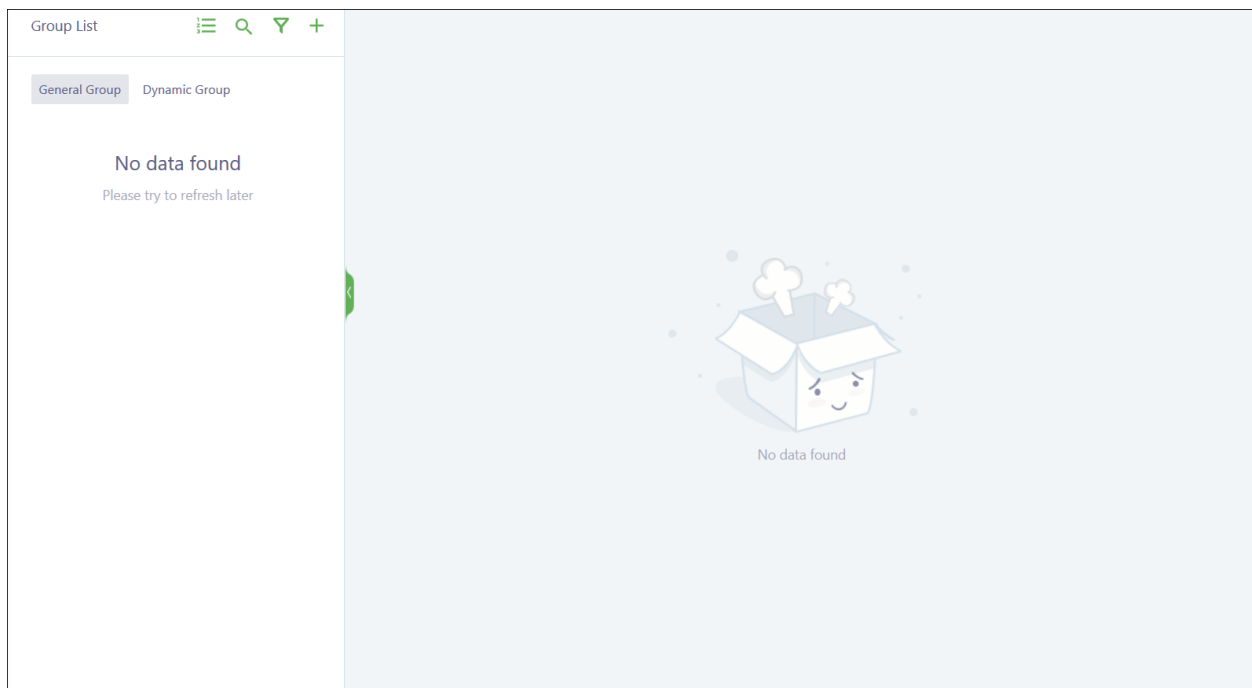 Group List
General Group
Dynamic Group
No data found
Please try to refresh later
No data found